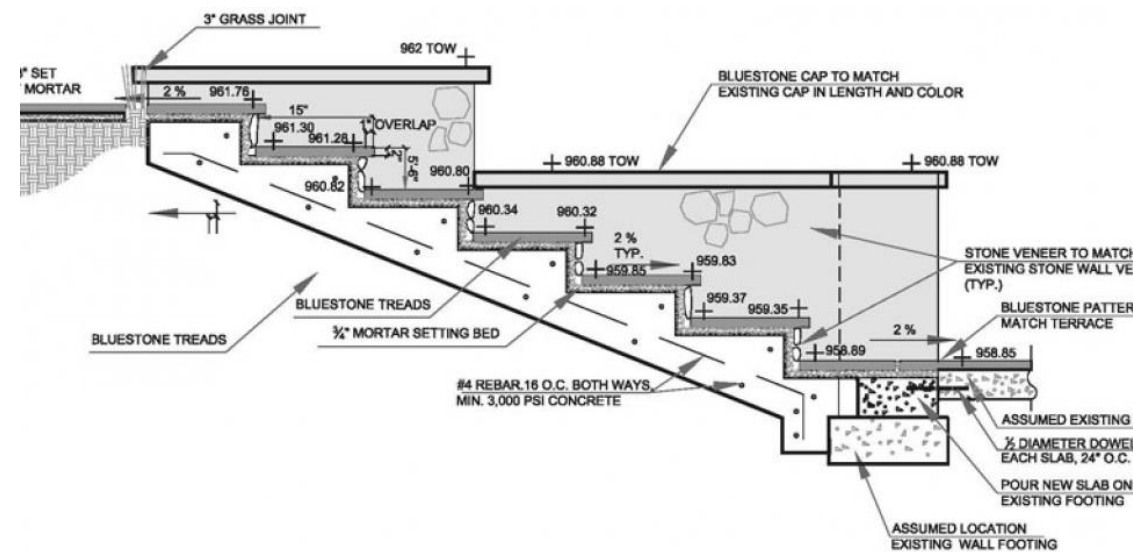 3" GRASS JOINT
962 TOW
" SET
MORTAR
2 %
961.76
BLUESTONE CAP TO MATCH
EXISTING CAP IN LENGTH AND COLOR
15"
1" OVERLAP
961.30
961.28
2"
5-6"
960.80
960.82
960.88 TOW
960.88 TOW
960.34
960.32
2 %
TYP.
959.85
959.83
STONE VENEER TO MATCH
EXISTING STONE WALL VE
(TYP.)
BLUESTONE TREADS
959.37
959.35
BLUESTONE PATTER
MATCH TERRACE
BLUESTONE TREADS
¾" MORTAR SETTING BED
2 %
958.89
958.85
#4 REBAR,16 O.C. BOTH WAYS,
MIN. 3,000 PSI CONCRETE
ASSUMED EXISTING
½ DIAMETER DOWEL
EACH SLAB, 24" O.C.
POUR NEW SLAB ON
EXISTING FOOTING
ASSUMED LOCATION
EXISTING WALL FOOTING